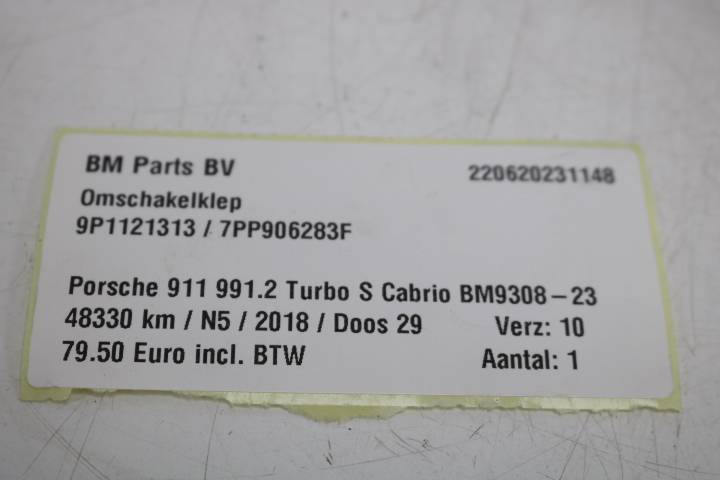 BM Parts BV 220620231148
Omschakelklep
9P1121313 / 7PP906283F
Porsche 911 991.2 Turbo S Cabrio BM9308-23
48330 km / N5 / 2018 / Doos 29 Verz: 10
79.50 Euro incl. BTW Aantal: 1